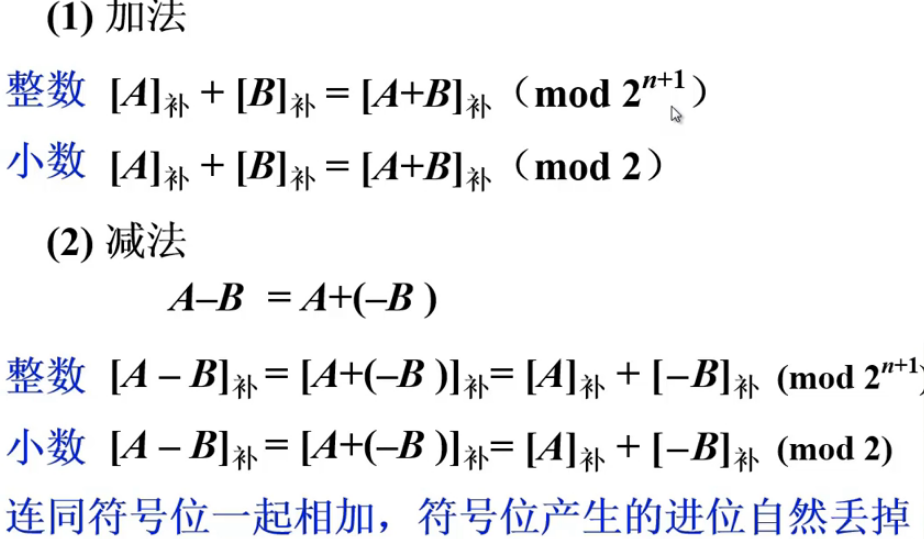 (1) 加法
整数 [A]补 + [B]补 = [A+B]补（mod 2^{n+1}）
小数 [A]补 + [B]补 = [A+B]补（mod 2）
(2) 减法
A–B = A+(–B )
整数 [A – B]补 = [A+(–B )]补= [A]补 + [–B]补 (mod 2^{n+1})
小数 [A – B]补 = [A+(–B )]补= [A]补 + [–B]补 (mod 2)
连同符号位一起相加，符号位产生的进位自然丢掉